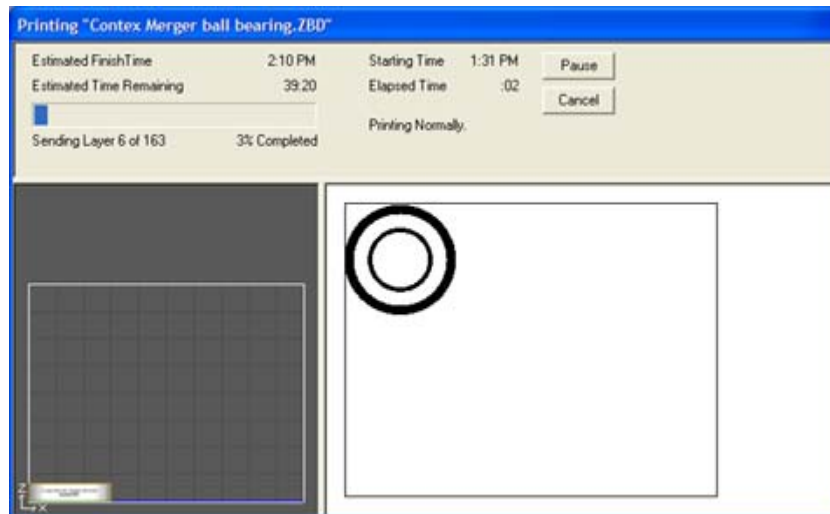 Printing "Contex Merger ball bearing.ZBD"
Estimated FinishTime 2:10 PM
Estimated Time Remaining 39:20
Sending Layer 6 of 163 3% Completed
Starting Time 1:31 PM
Elapsed Time :02
Printing Normally.
Pause
Cancel
Z
X